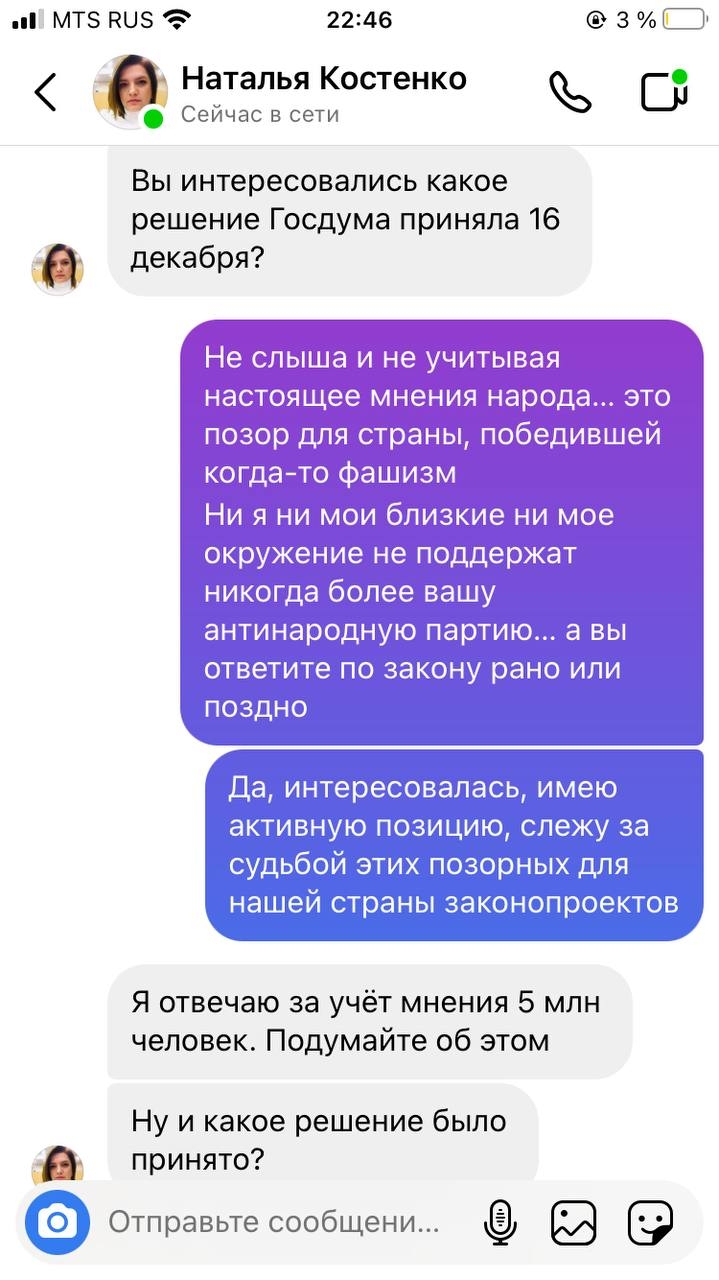 MTS RUS 22:46 3 %
Наталья Костенко
Сейчас в сети
Вы интересовались какое
решение Госдума приняла 16
декабря?
Не слыша и не учитывая
настоящее мнения народа... это
позор для страны, победившей
когда-то фашизм
Ни я ни мои близкие ни мое
окружение не поддержат
никогда более вашу
антинародную партию... а вы
ответите по закону рано или
поздно
Да, интересовалась, имею
активную позицию, слежу за
судьбой этих позорных для
нашей страны законопроектов
Я отвечаю за учёт мнения 5 млн
человек. Подумайте об этом
Ну и какое решение было
принято?
Отправьте сообщени...